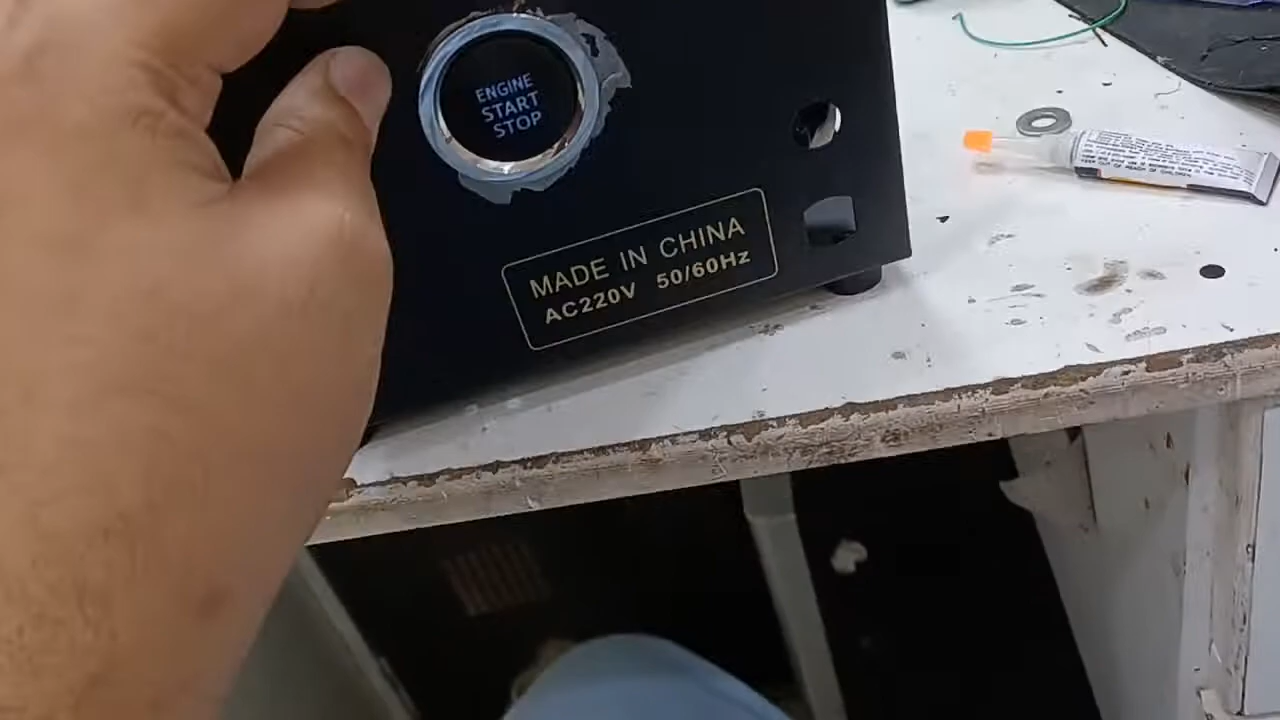 ENGINE
START
STOP
MADE IN CHINA
AC220V 50/60Hz